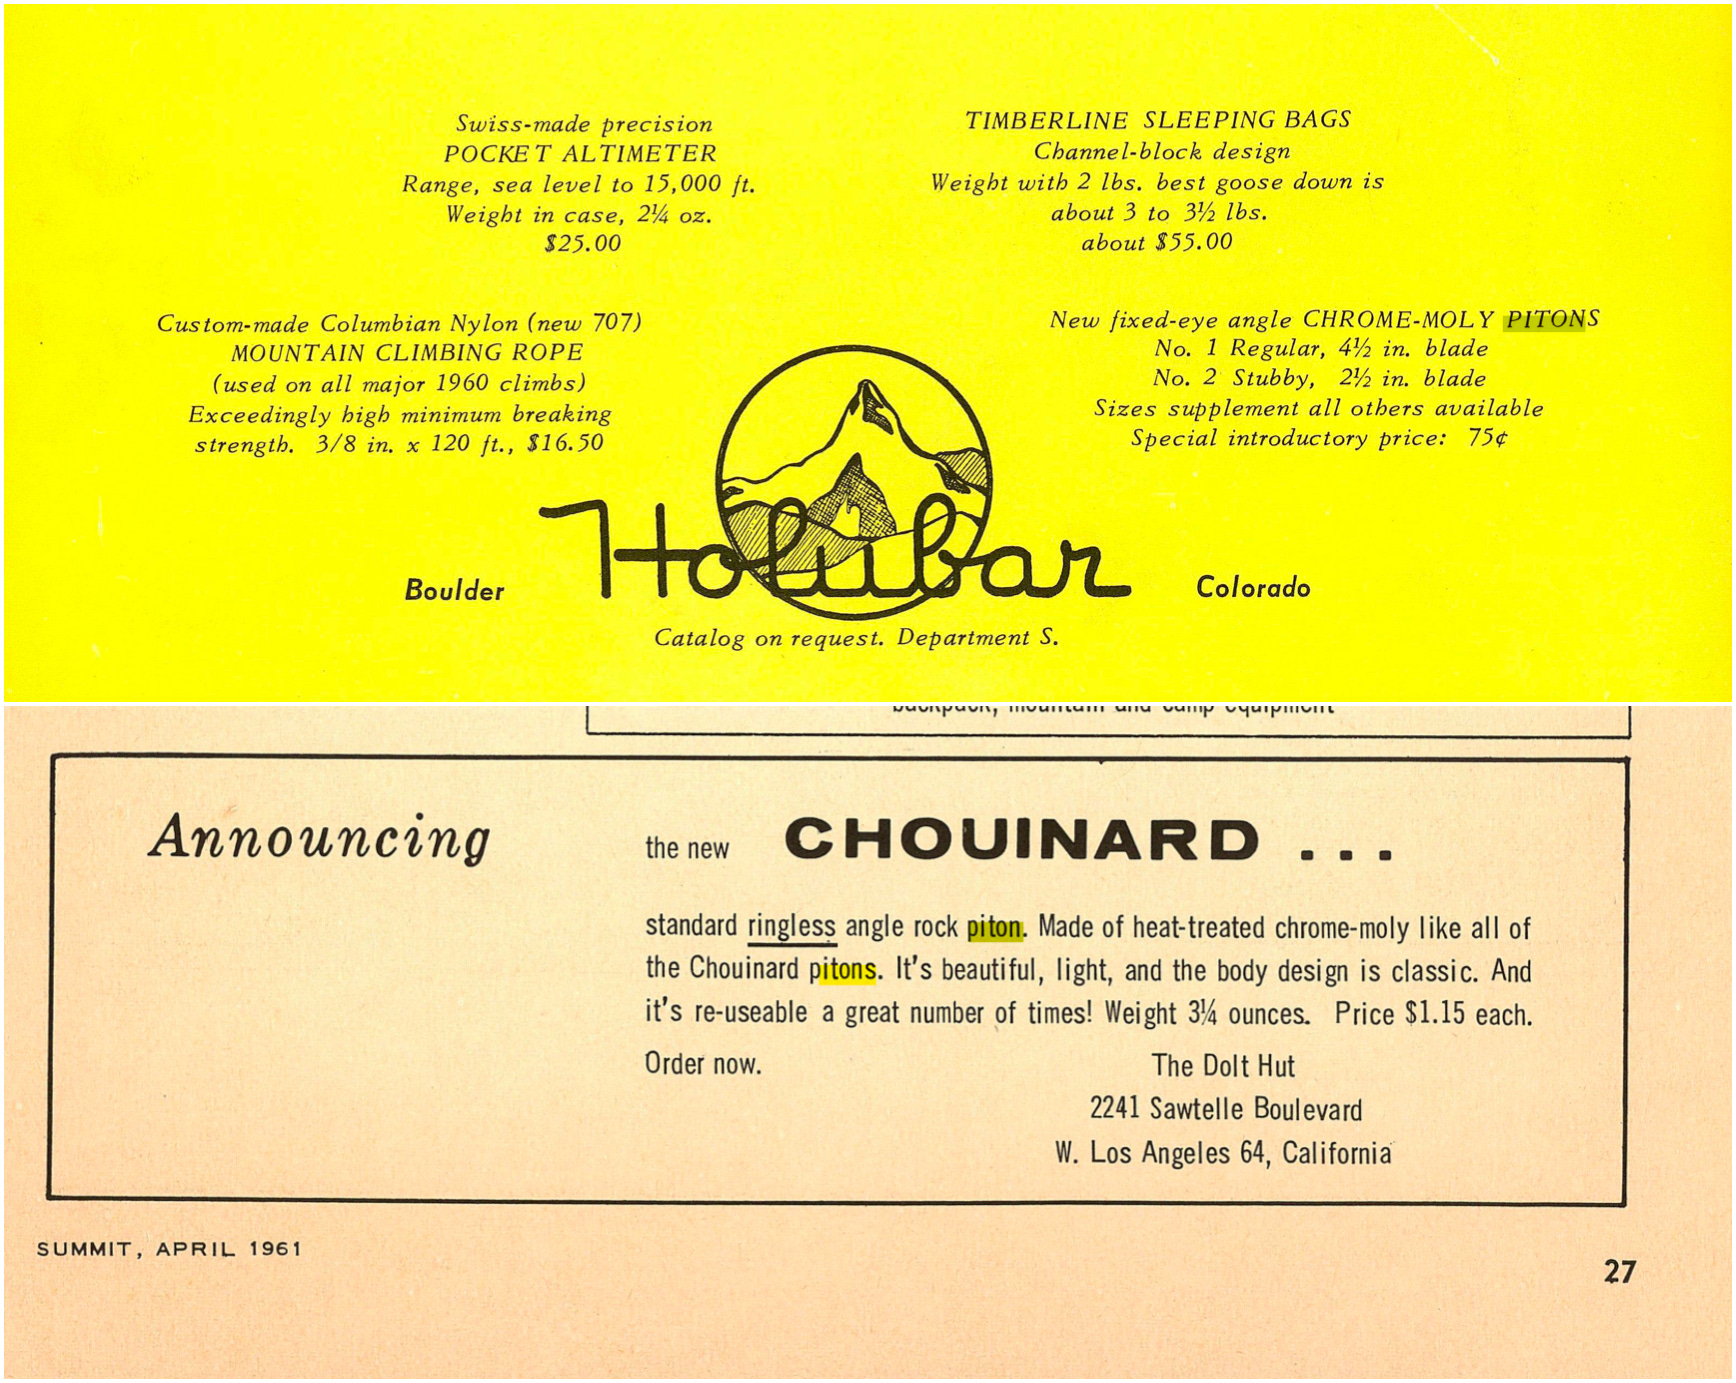 Swiss-made precision
POCKET ALTIMETER
Range, sea level to 15,000 ft.
Weight in case, 2¼ oz.
$25.00
TIMBERLINE SLEEPING BAGS
Channel-block design
Weight with 2 lbs. best goose down is
about 3 to 3½ lbs.
about $55.00
Custom-made Columbian Nylon (new 707)
MOUNTAIN CLIMBING ROPE
(used on all major 1960 climbs)
Exceedingly high minimum breaking
strength. 3/8 in. x 120 ft., $16.50
New fixed-eye angle CHROME-MOLY PITONS
No. 1 Regular, 4½ in. blade
No. 2 Stubby, 2½ in. blade
Sizes supplement all others available
Special introductory price: 75¢
Boulder Holubar Colorado
Catalog on request. Department S.
backpack, mountain and camp equipment
Announcing the new CHOUINARD . . .
standard ringless angle rock piton. Made of heat-treated chrome-moly like all of
the Chouinard pitons. It's beautiful, light, and the body design is classic. And
it's re-useable a great number of times! Weight 3¼ ounces. Price $1.15 each.
Order now.
The Dolt Hut
2241 Sawtelle Boulevard
W. Los Angeles 64, California
SUMMIT, APRIL 1961
27